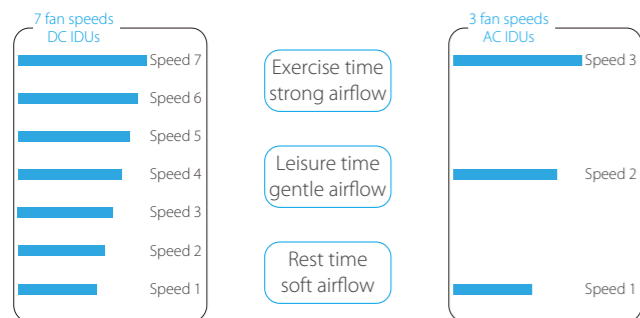 7 fan speeds
DC IDUs
Speed 7
Speed 6
Speed 5
Speed 4
Speed 3
Speed 2
Speed 1
Exercise time
strong airflow
Leisure time
gentle airflow
Rest time
soft airflow
3 fan speeds
AC IDUs
Speed 3
Speed 2
Speed 1